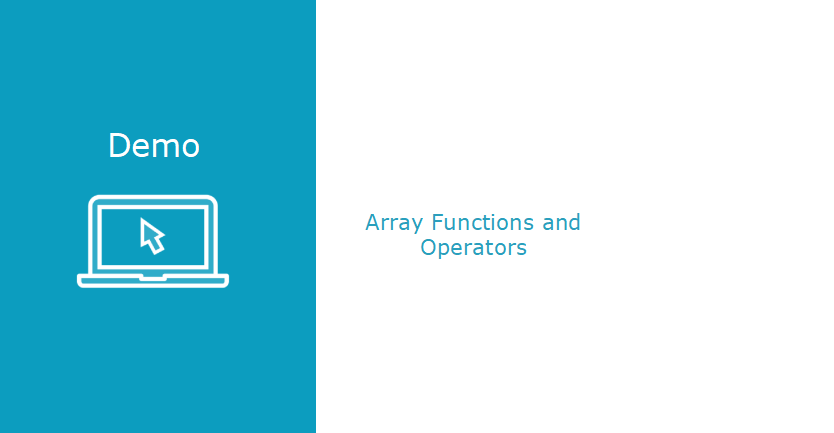 Demo
Array Functions and
Operators